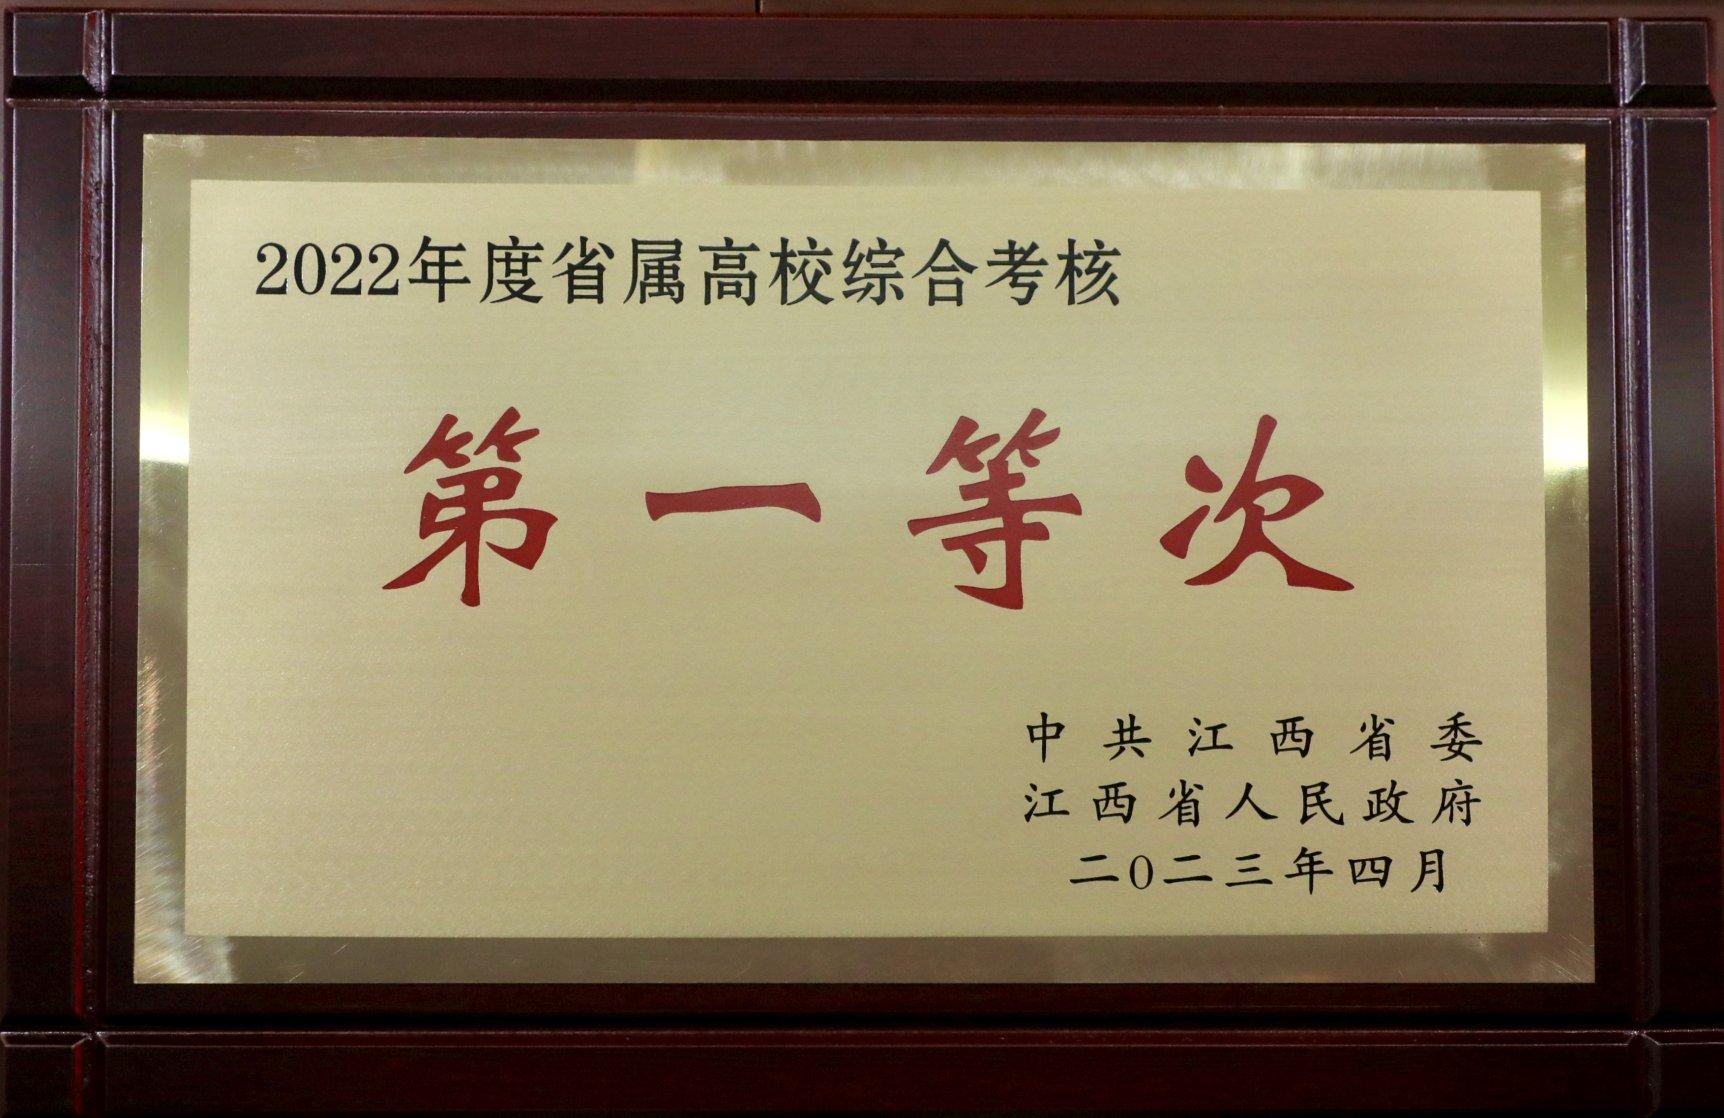 2022年度省属高校综合考核
第一等次
中共江西省委
江西省人民政府
二0二三年四月